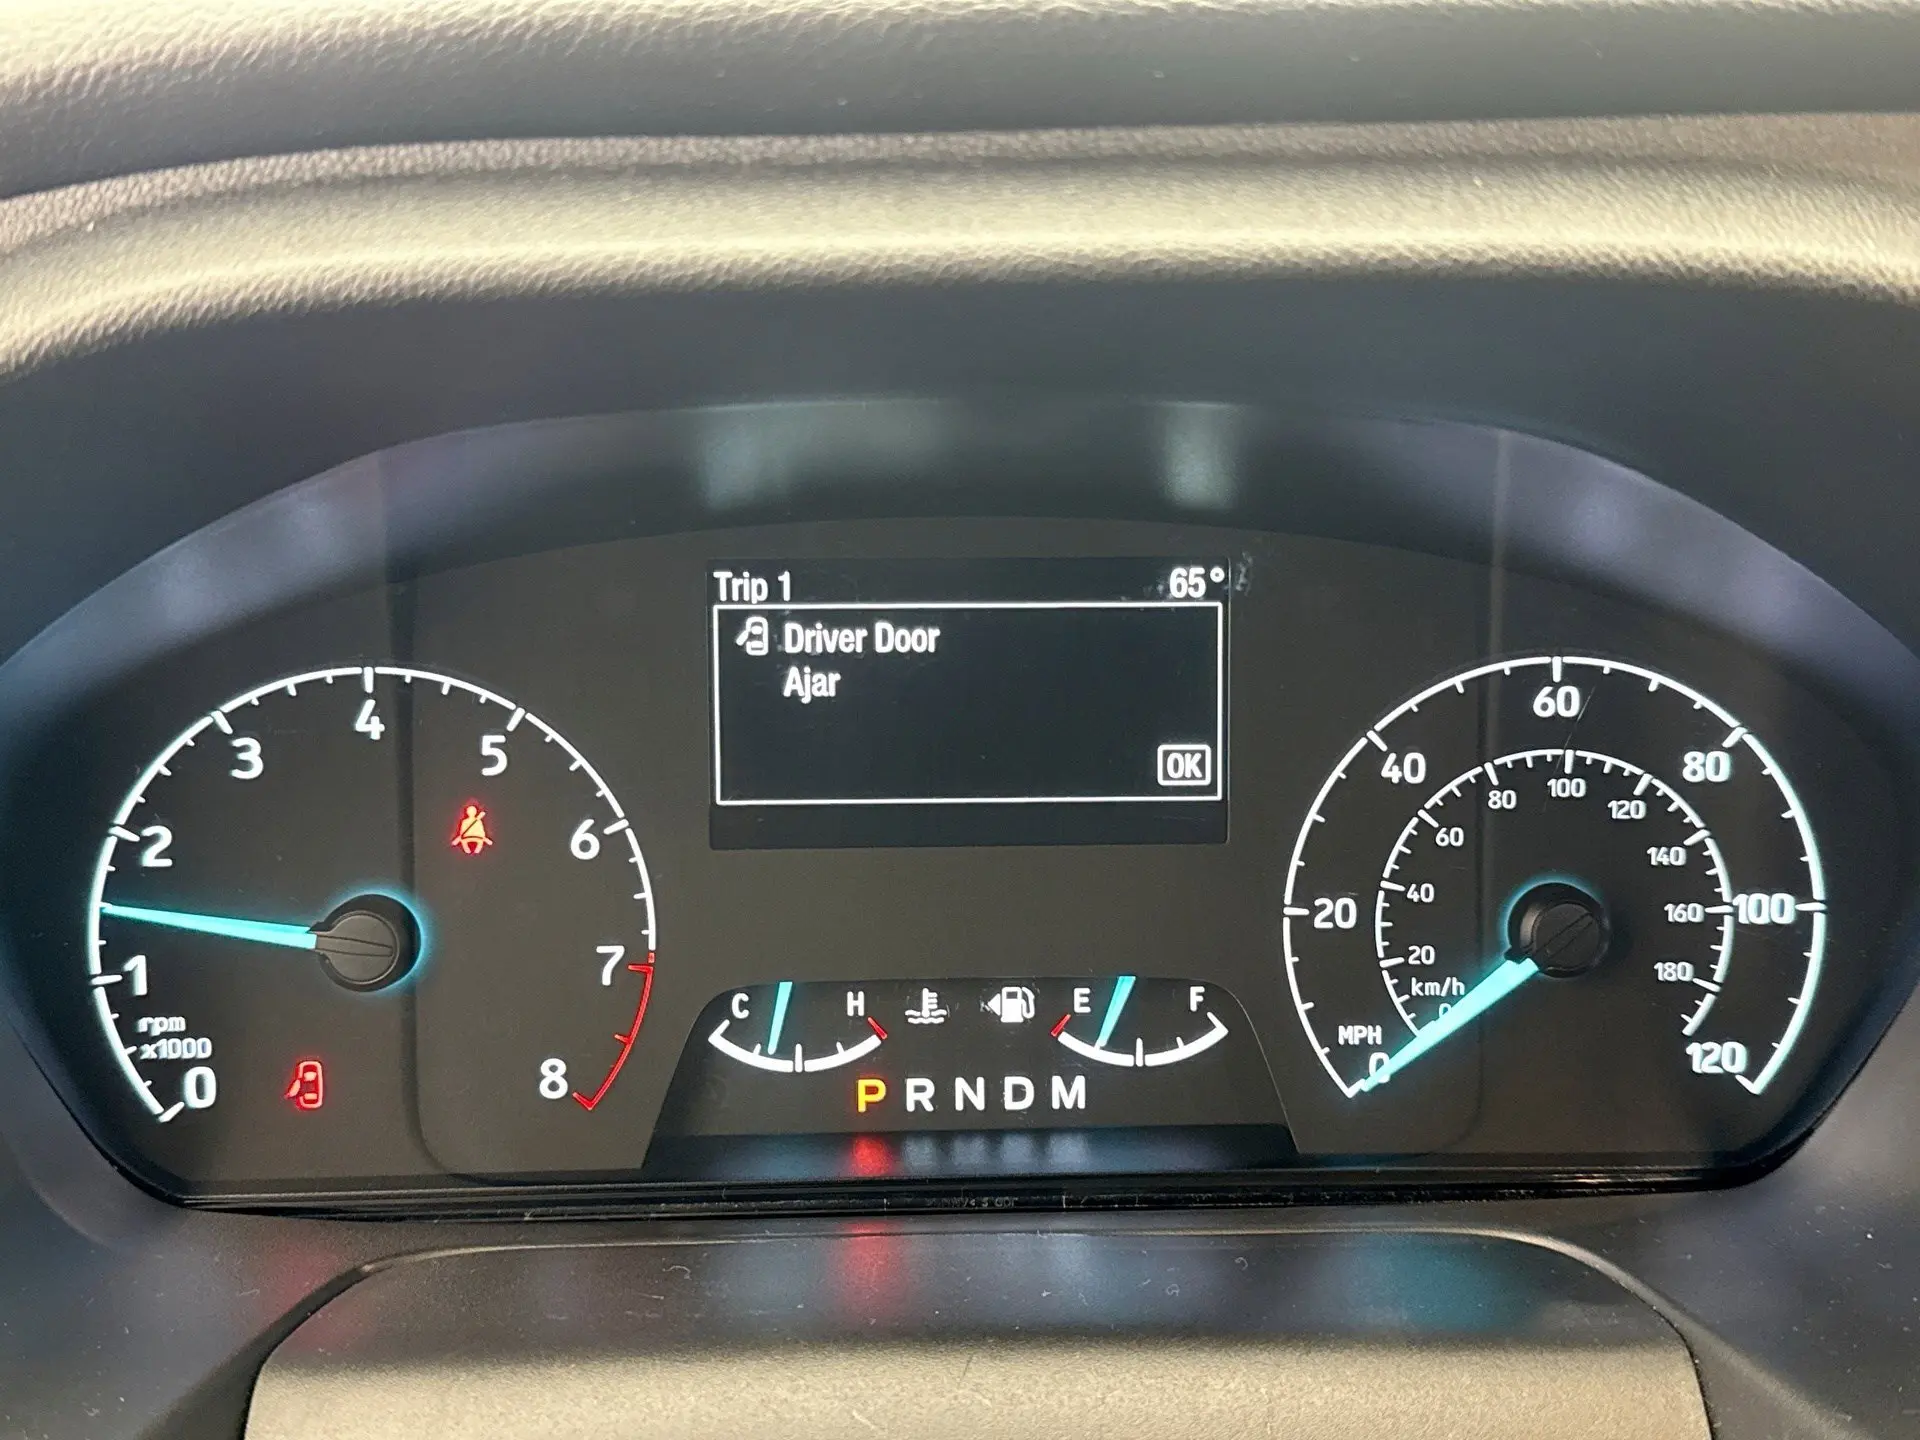 Trip 1 65°
Driver Door
Ajar
OK
0 1 2 3 4 5 6 7 8
rpm
x1000
C H
E F
P R N D M
0 20 40 60 80 100 120
MPH
km/h
0 20 40 60 80 100 120 140 160 180